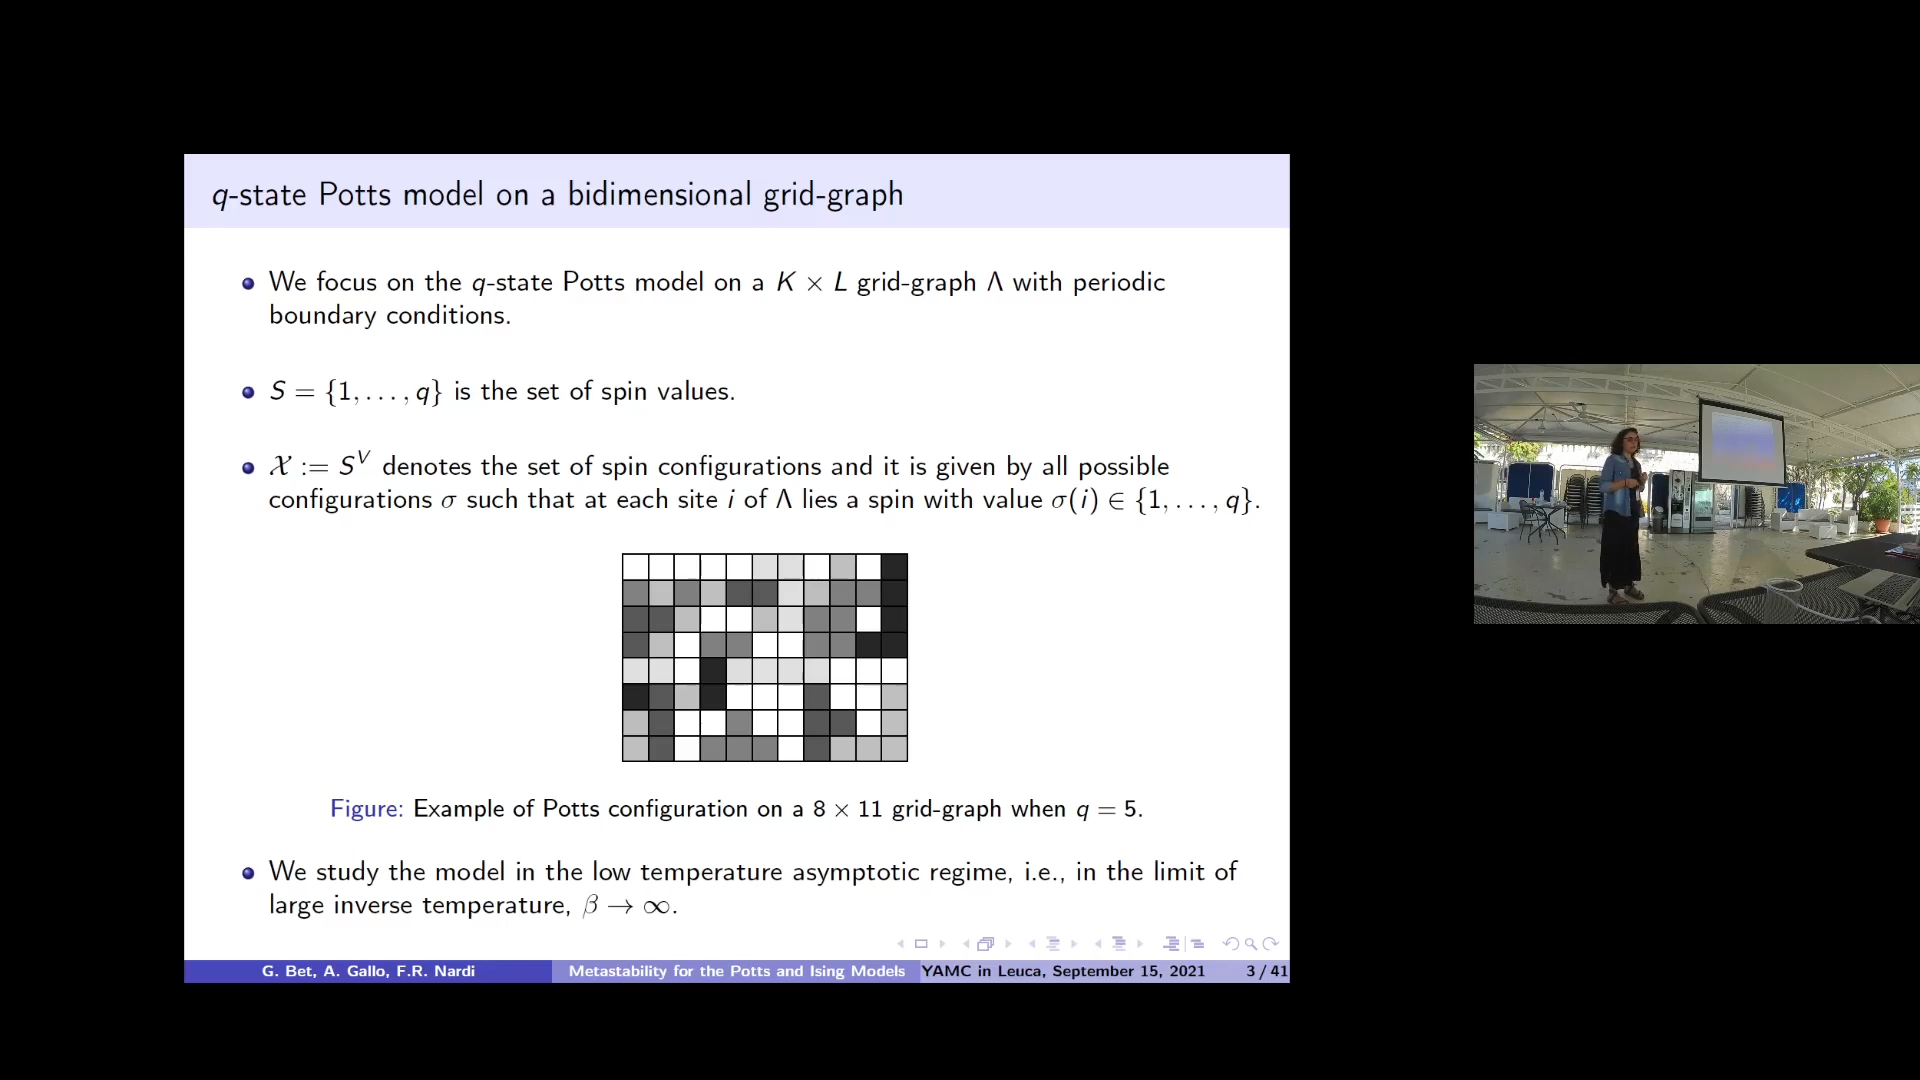 q-state Potts model on a bidimensional grid-graph
We focus on the q-state Potts model on a K × L grid-graph Λ with periodic
boundary conditions.
S = {1, . . . , q} is the set of spin values.
𝒳 := S^V denotes the set of spin configurations and it is given by all possible
configurations σ such that at each site i of Λ lies a spin with value σ(i) ∈ {1, . . . , q}.
Figure: Example of Potts configuration on a 8 × 11 grid-graph when q = 5.
We study the model in the low temperature asymptotic regime, i.e., in the limit of
large inverse temperature, β → ∞.
G. Bet, A. Gallo, F.R. Nardi Metastability for the Potts and Ising Models YAMC in Leuca, September 15, 2021 3 / 41